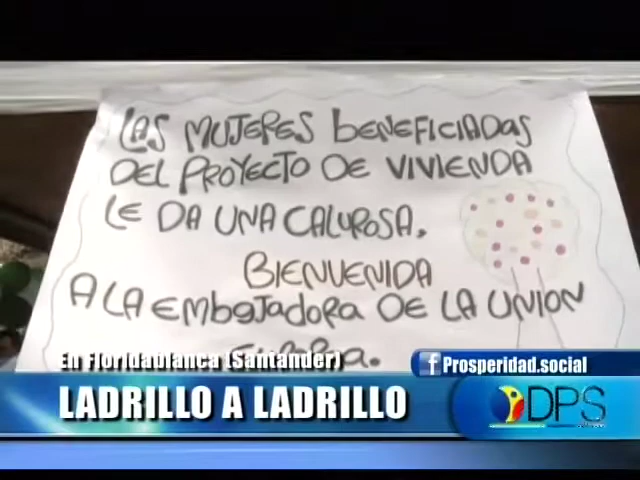 LAS MUJERES BENEFICIADAS
DEL PROYECTO DE VIVIENDA
LE DA UNA CALUROSA.
BIENVENIDA
A LA EMBAJADORA DE LA UNION
En Floridablanca (Santander)
Prosperidad.social
LADRILLO A LADRILLO
DPS